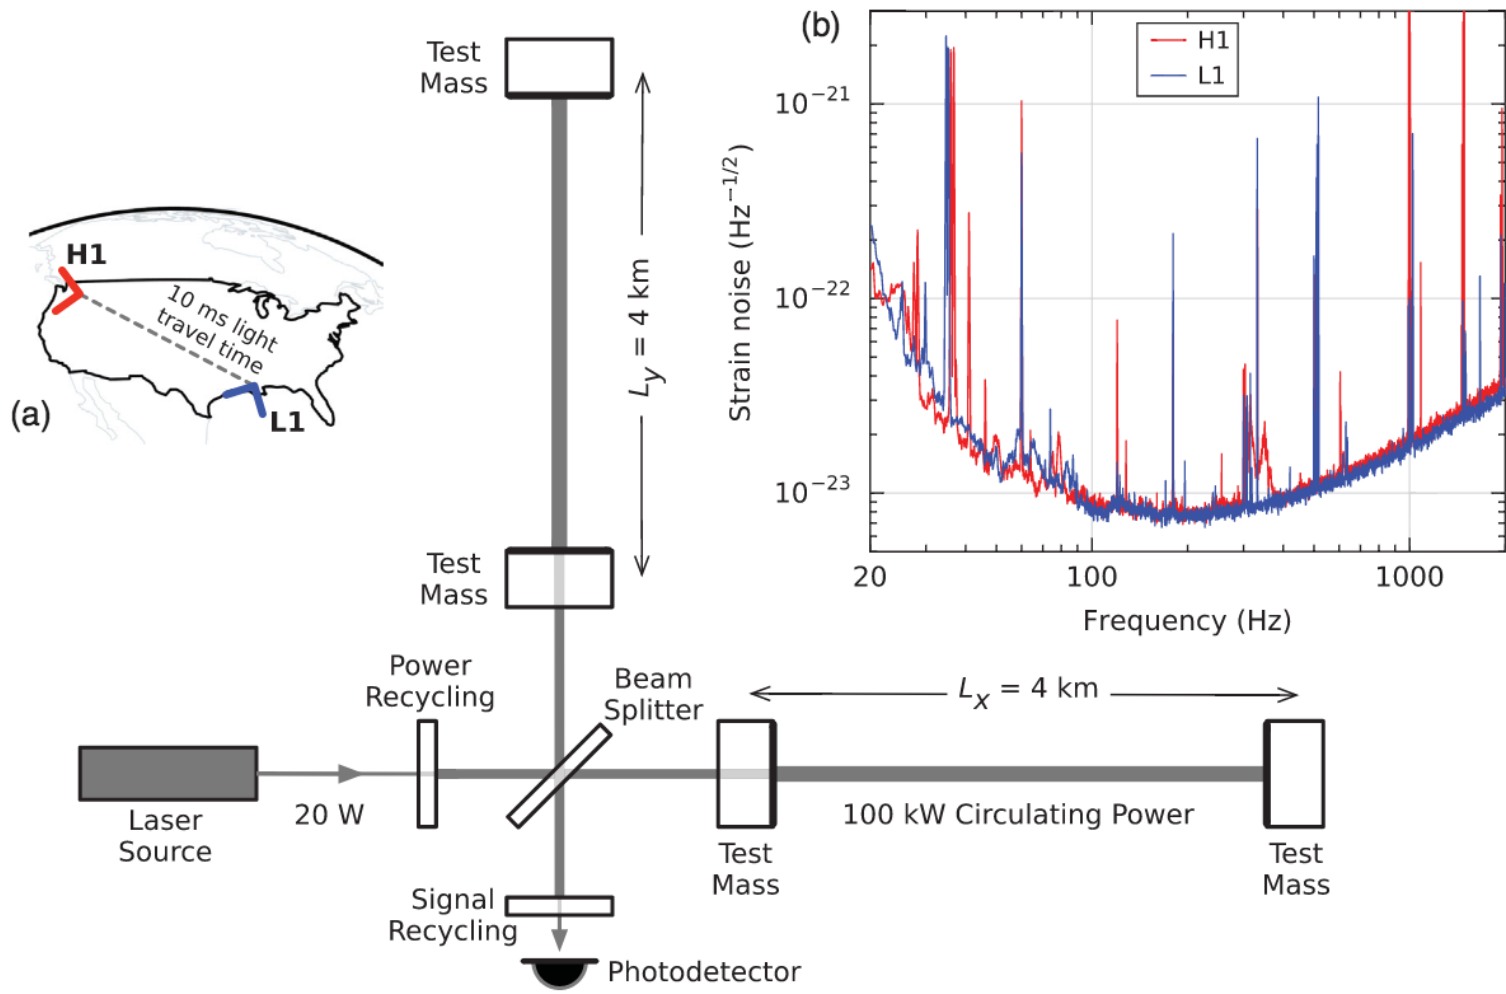 Test
Mass
L_y = 4 km
(b)
H1
L1
10⁻²¹
10⁻²²
10⁻²³
Strain noise (Hz⁻¹/²)
20
100
1000
Frequency (Hz)
H1
10 ms light
travel time
L1
(a)
Test
Mass
Power
Recycling
Beam
Splitter
L_x = 4 km
Laser
Source
20 W
100 kW Circulating Power
Test
Mass
Test
Mass
Signal
Recycling
Photodetector